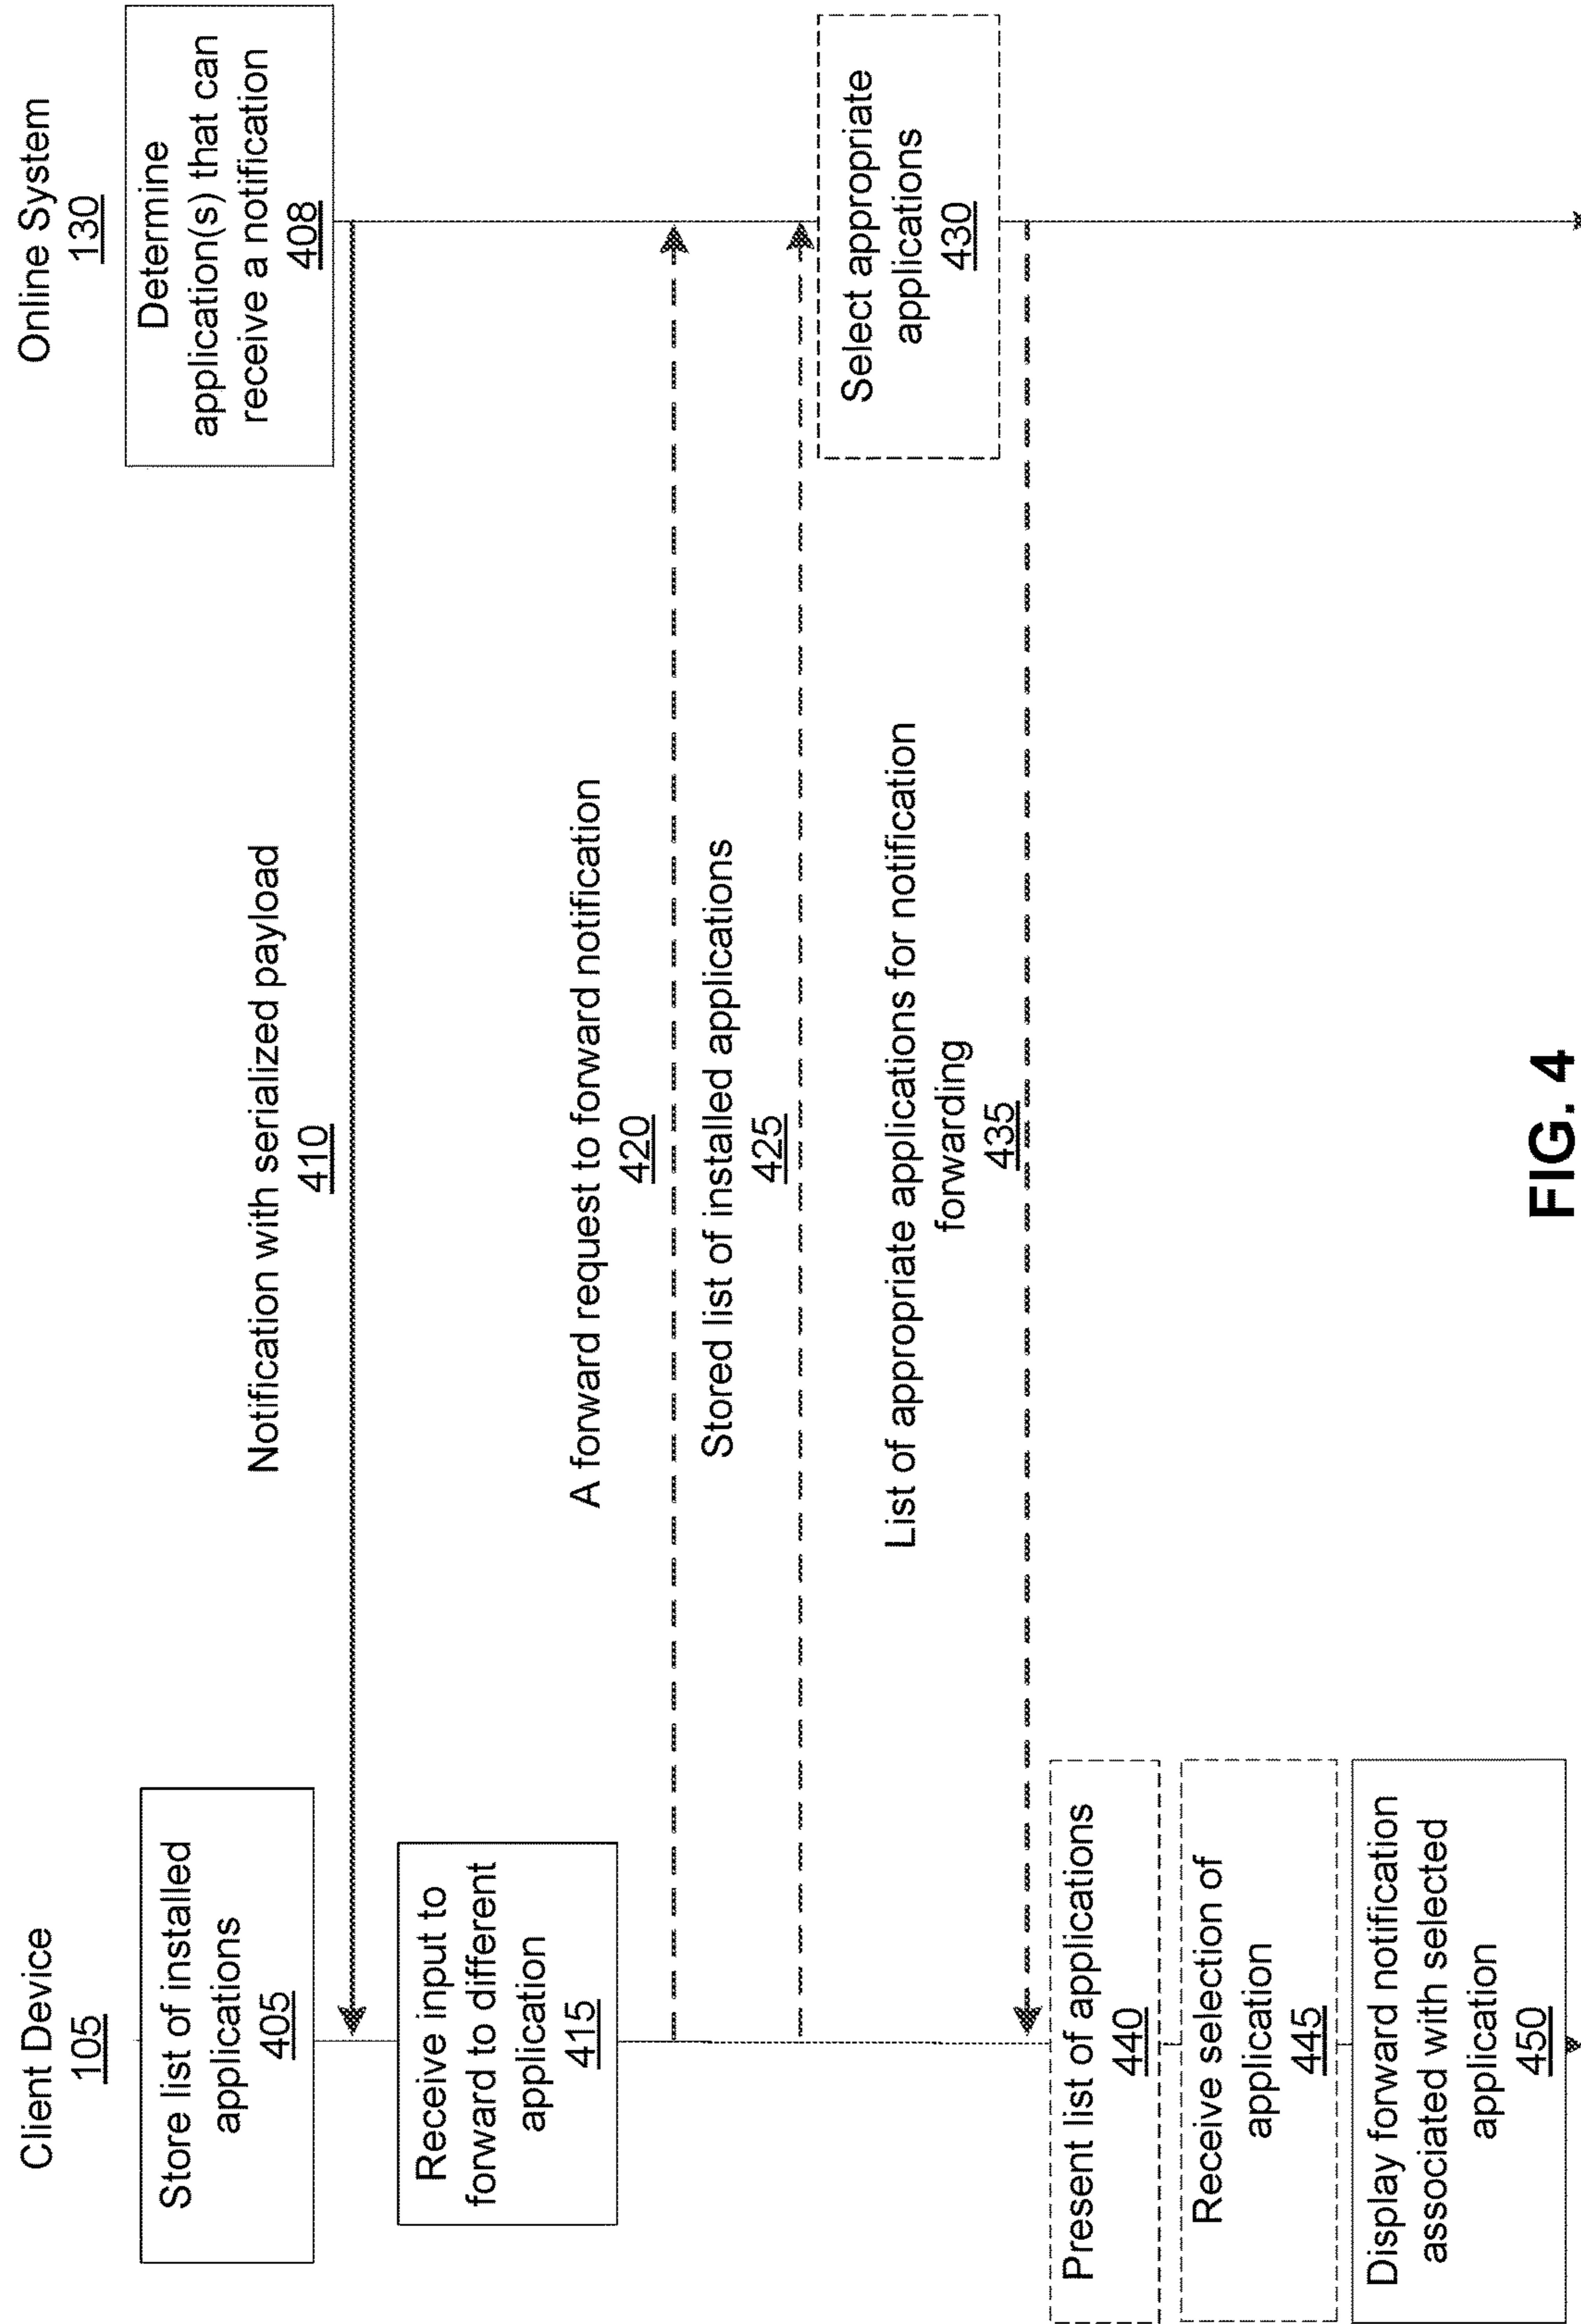 Client Device
105
Online System
130
Store list of installed
applications
405
Determine
application(s) that can
receive a notification
408
Notification with serialized payload
410
Receive input to
forward to different
application
415
A forward request to forward notification
420
Stored list of installed applications
425
Select appropriate
applications
430
List of appropriate applications for notification
forwarding
435
Present list of applications
440
Receive selection of
application
445
Display forward notification
associated with selected
application
450
FIG. 4